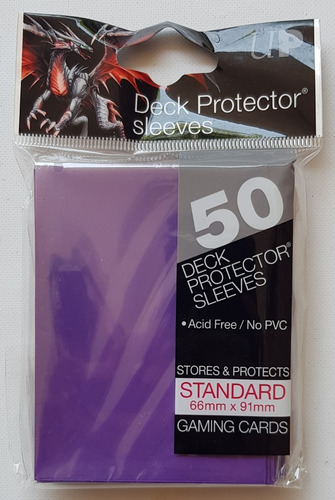 UP
Deck Protector®
Sleeves
50
DECK
PROTECTOR®
SLEEVES
• Acid Free / No PVC
STORES & PROTECTS
STANDARD
66mm x 91mm
GAMING CARDS